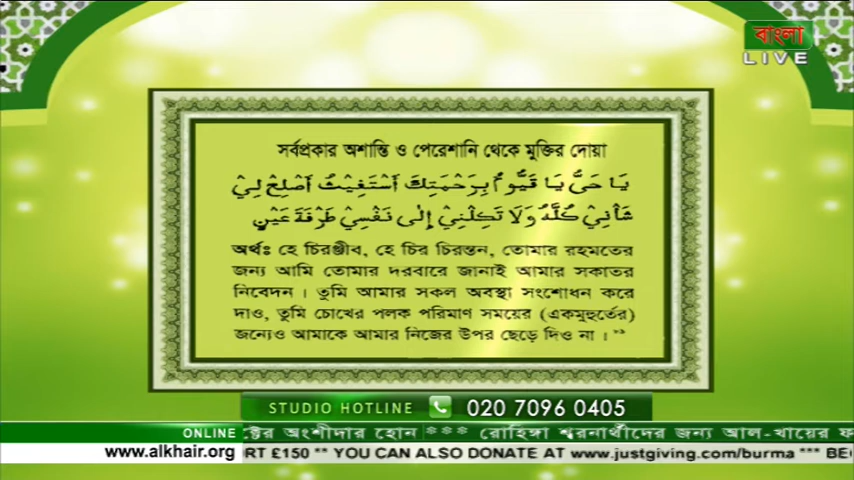 বাংলা
LIVE
সর্বপ্রকার অশান্তি ও পেরেশানি থেকে মুক্তির দোয়া
يَا حَىُّ يَا قَيُّومُ بِرَحْمَتِكَ أَسْتَغِيْثُ أَصْلِحْ لِيْ
شَأْنِيْ كُلَّهُ وَلَا تَكِلْنِيْ إِلٰى نَفْسِيْ طَرْفَةَ عَيْنٍ
অর্থঃ হে চিরঞ্জীব, হে চির চিরন্তন, তোমার রহমতের
জন্য আমি তোমার দরবারে জানাই আমার সকাতর
নিবেদন। তুমি আমার সকল অবস্থা সংশোধন করে
দাও, তুমি চোখের পলক পরিমাণ সময়ের (একমুহুর্তের)
জন্যেও আমাকে আমার নিজের উপর ছেড়ে দিও না।
STUDIO HOTLINE 020 7096 0405
ONLINE ক্টের অংশীদার হোন *** রোহিঙ্গা শ্বরনার্থীদের জন্য আল-খায়ের ফ
www.alkhair.org RT £150 ** YOU CAN ALSO DONATE AT www.justgiving.com/burma *** BE